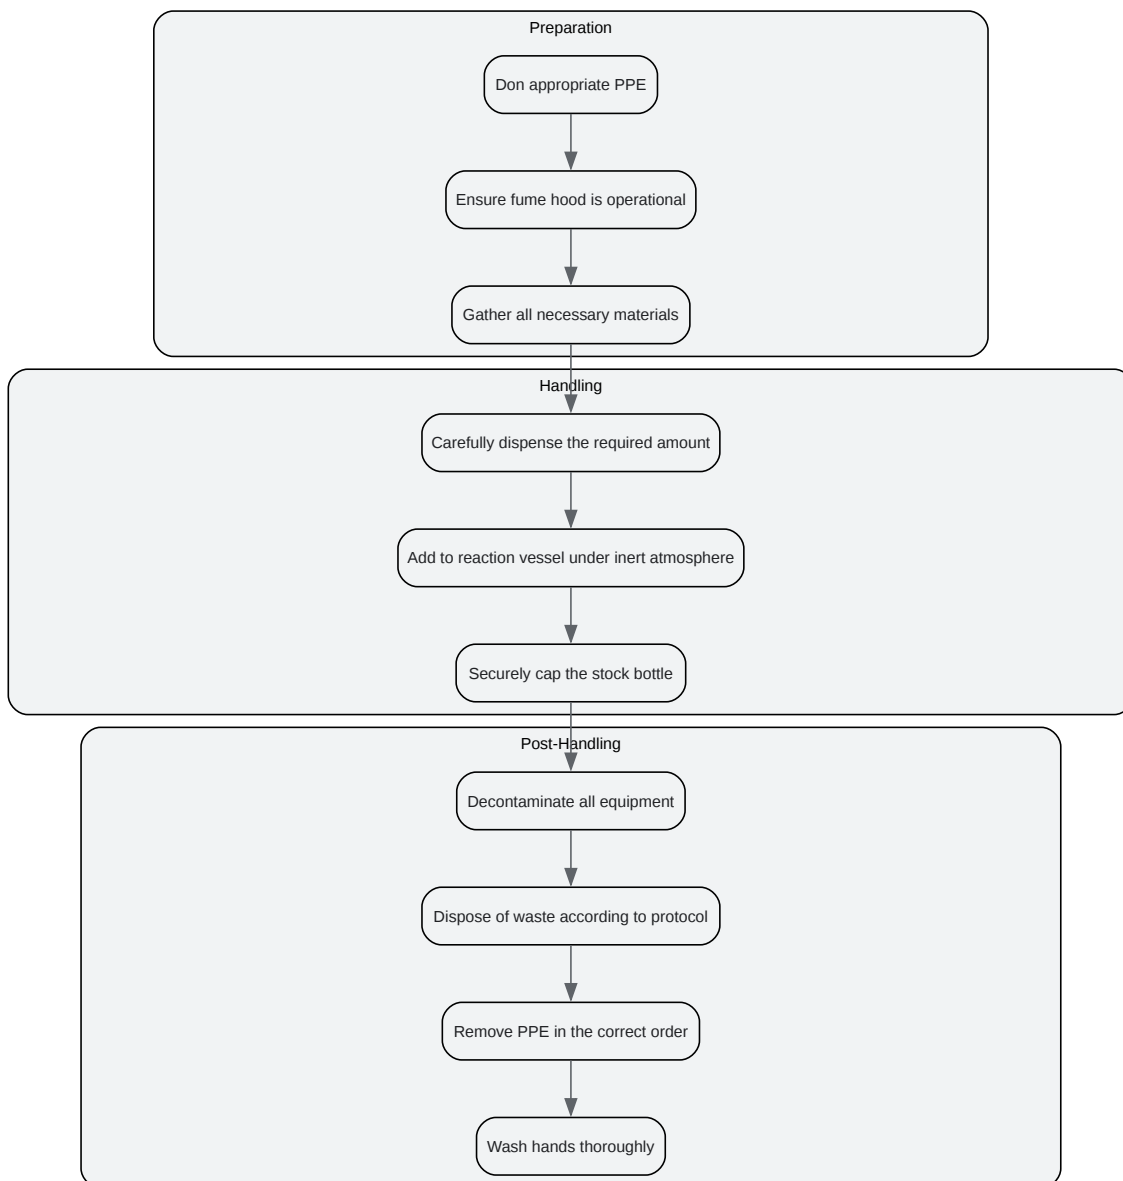 Preparation
Don appropriate PPE
Ensure fume hood is operational
Gather all necessary materials
Handling
Carefully dispense the required amount
Add to reaction vessel under inert atmosphere
Securely cap the stock bottle
Post-Handling
Decontaminate all equipment
Dispose of waste according to protocol
Remove PPE in the correct order
Wash hands thoroughly